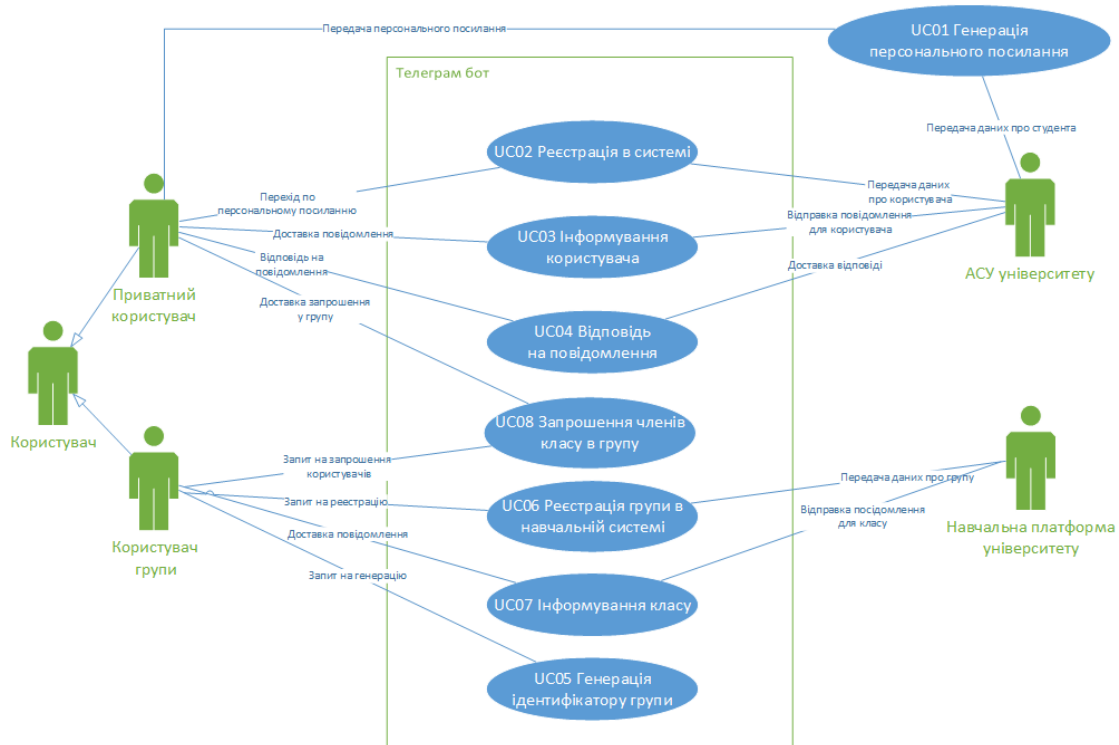 Передача персонального посилання
UC01 Генерація
персонального посилання
Телеграм бот
Передача даних про студента
UC02 Реєстрація в системі
Перехід по
персональному посиланню
Передача даних
про користувача
Доставка повідомлення
UC03 Інформування
користувача
Відправка повідомлення
для користувача
Відповідь на
повідомлення
Доставка відповіді
АСУ університету
Приватний
користувач
Доставка запрошення
у групу
UC04 Відповідь
на повідомлення
Користувач
UC08 Запрошення членів
класу в групу
Запит на запрошення
користувачів
Запит на реєстрацію
UC06 Реєстрація групи в
навчальній системі
Передача даних про групу
Відправка посідомлення
для класу
Навчальна платформа
університету
Користувач
групи
Доставка повідомлення
Запит на генерацію
UC07 Інформування класу
UC05 Генерація
ідентифікатору групи